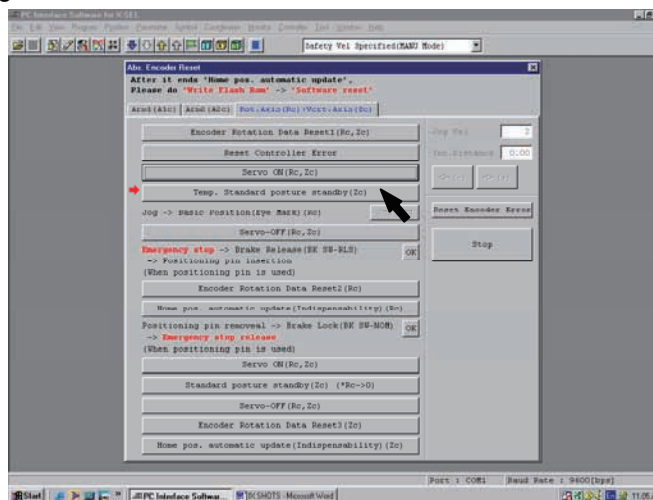 PC Interface Software for X-SEL
Safety Vel Specified(MANU Mode)
Abs. Encoder Reset
After it ends 'Home pos. automatic update',
Please do 'Write Flash Rom' -> 'Software reset'
Rot.Axis(Rc)+Vert.Axis(Zc)
Encoder Rotation Data Reset1(Rc,Zc)
Reset Controller Error
Servo ON(Rc,Zc)
Temp. Standard posture standby(Zc)
Jog -> Basic Position(Eye Mark)(Rc)
Servo-OFF(Rc,Zc)
Emergency stop -> Brake Release(BK SW-RLS)
-> Positioning pin insertion
(When positioning pin is used)
OK
Encoder Rotation Data Reset2(Rc)
Home pos. automatic update(Indispensability)(Rc)
Positioning pin removeal -> Brake Lock(BK SW-NOM)
-> Emergency stop release
(When positioning pin is used)
OK
Servo ON(Rc,Zc)
Standard posture standby(Zc) (*Rc->0)
Servo-OFF(Rc,Zc)
Encoder Rotation Data Reset3(Zc)
Home pos. automatic update(Indispensability)(Zc)
Jog Vel
2
Inc.Distance
0.00
Reset Encoder Error
Stop
Port : COM1
Baud Rate : 9600[bps]
Start
PC Interface Softwar...
SHOTS - Microsoft Word
11:05